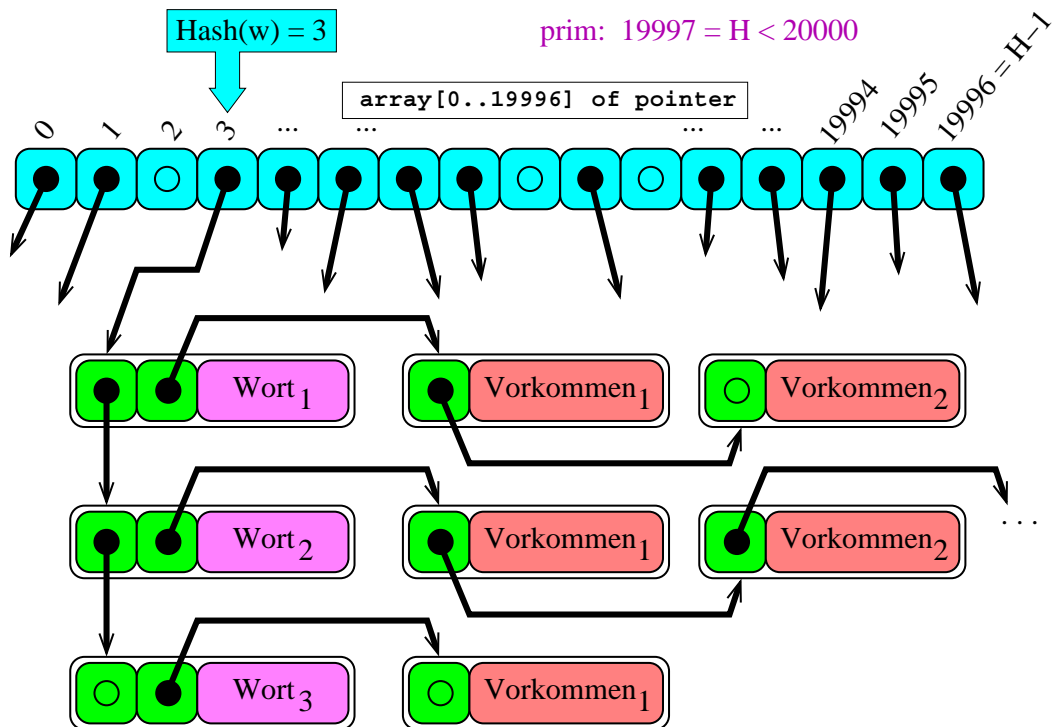 Hash(w) = 3
prim: 19997 = H < 20000
array[0..19996] of pointer
0 1 2 3 ... ... ... ... 19994 19995 19996 = H−1
Wort1 Vorkommen1 Vorkommen2
Wort2 Vorkommen1 Vorkommen2 . . .
Wort3 Vorkommen1